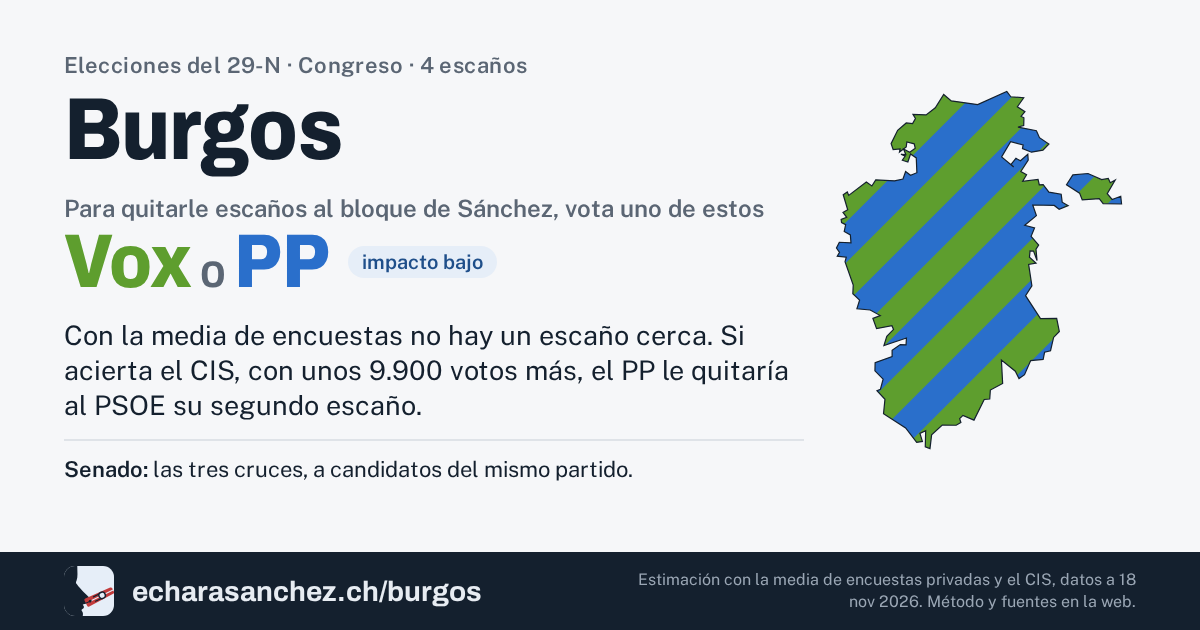 Elecciones del 29-N · Congreso · 4 escaños
Burgos
Para quitarle escaños al bloque de Sánchez, vota uno de estos
Vox o PP impacto bajo
Con la media de encuestas no hay un escaño cerca. Si
acierta el CIS, con unos 9.900 votos más, el PP le quitaría
al PSOE su segundo escaño.
Senado: las tres cruces, a candidatos del mismo partido.
echarasanchez.ch/burgos
Estimación con la media de encuestas privadas y el CIS, datos a 18
nov 2026. Método y fuentes en la web.